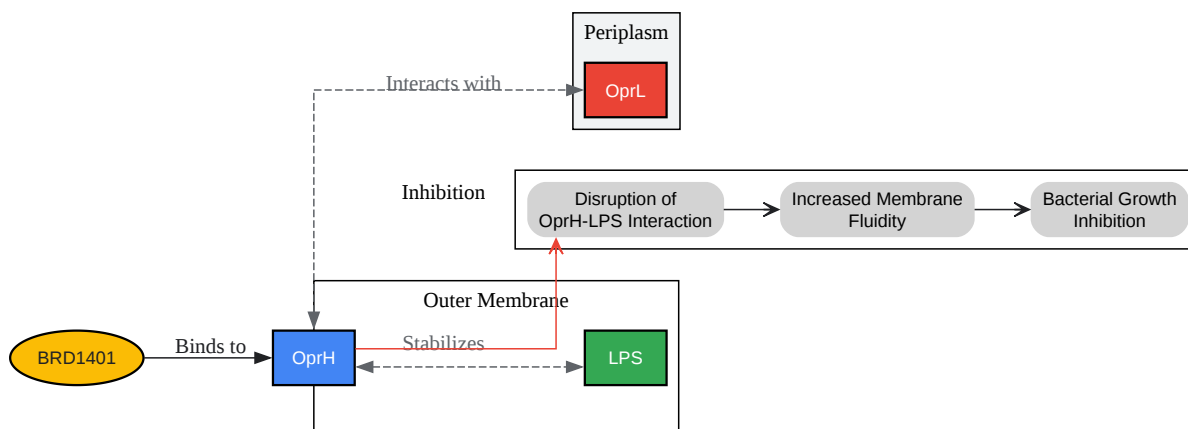 Periplasm
OprL
Interacts with
Inhibition
Disruption of
OprH-LPS Interaction
Increased Membrane
Fluidity
Bacterial Growth
Inhibition
Outer Membrane
BRD1401
Binds to
OprH
Stabilizes
LPS